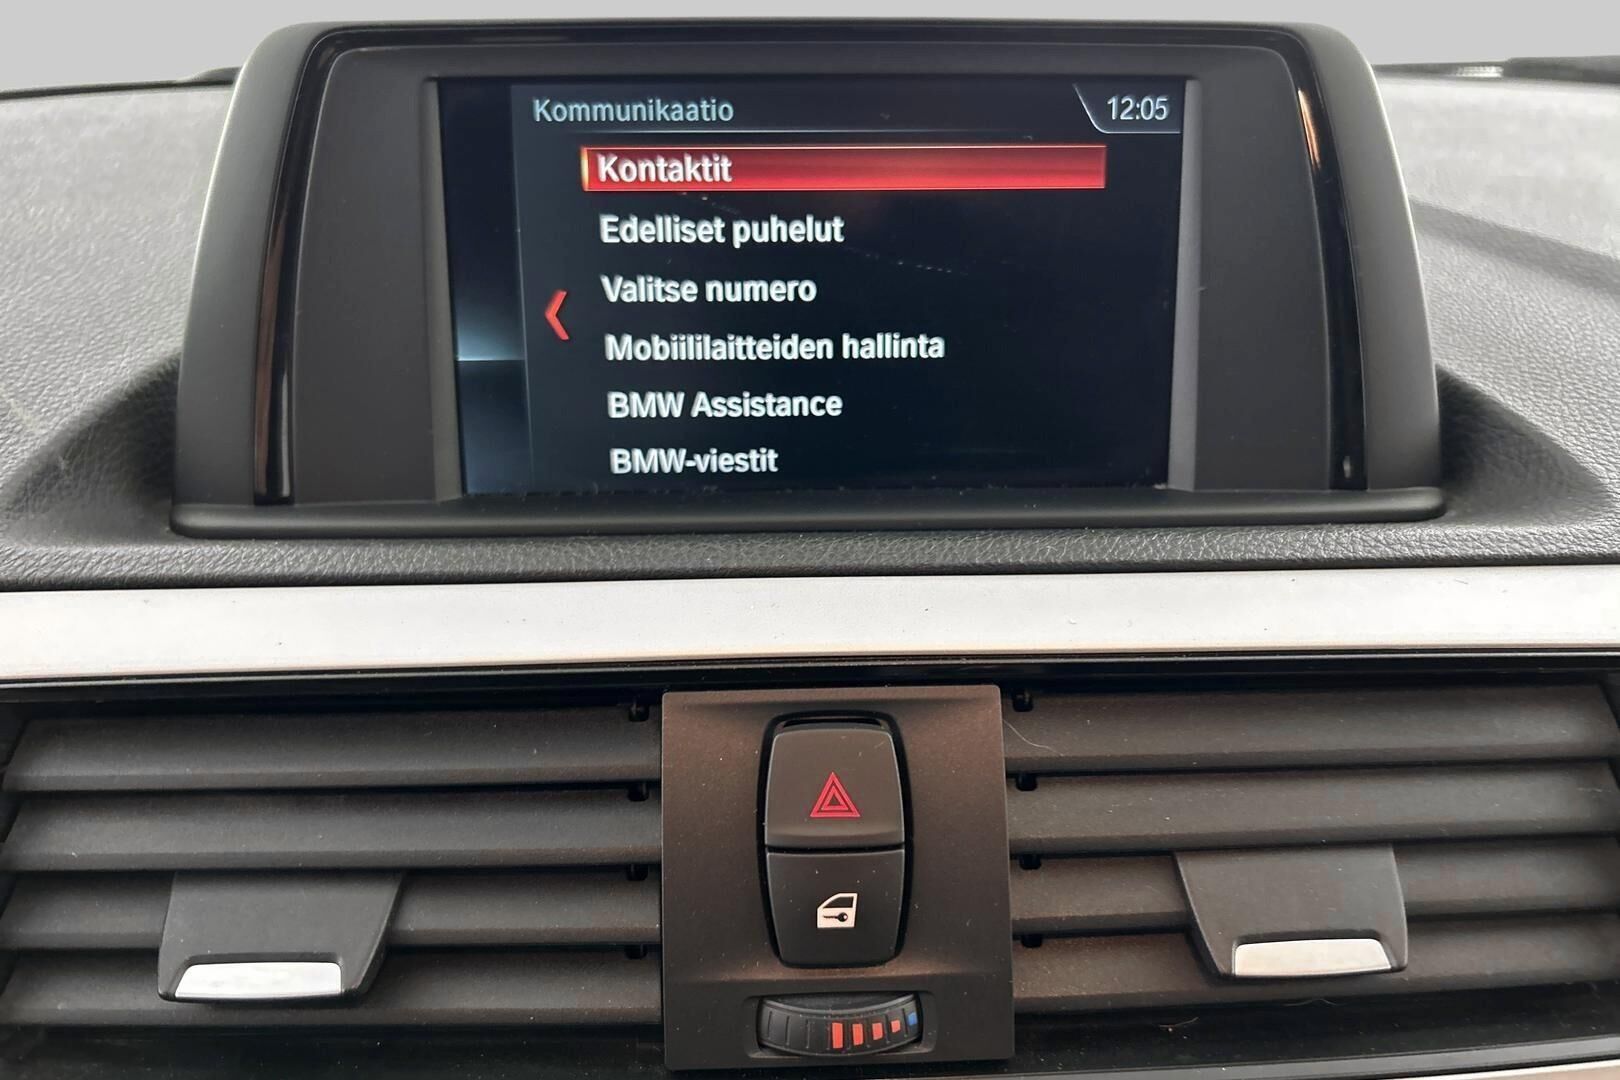 Kommunikaatio 12:05
Kontaktit
Edelliset puhelut
Valitse numero
Mobiililaitteiden hallinta
BMW Assistance
BMW-viestit